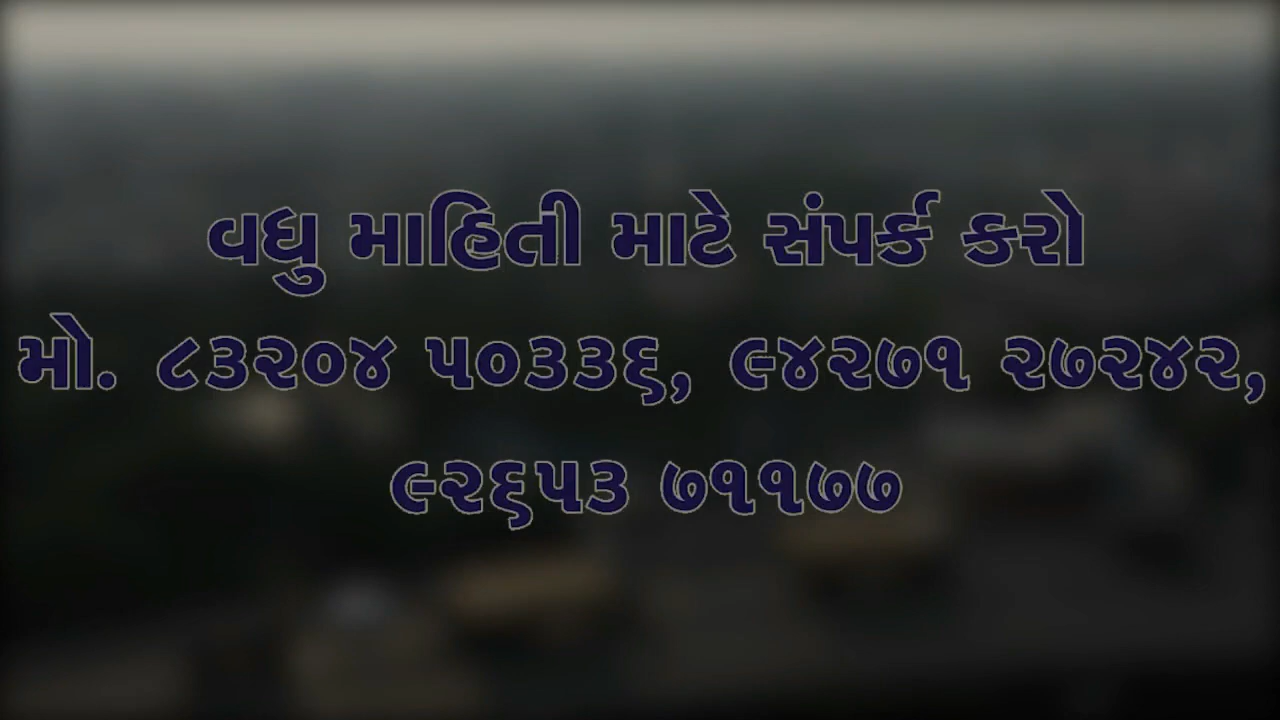 વધુ માહિતી માટે સંપર્ક કરો
મો. ૮૩૨૦૪ ૫૦૩૩૬, ૯૪૨૭૧ ૨૭૨૪૨,
૯૨૬૫૩ ૭૧૧૭૭